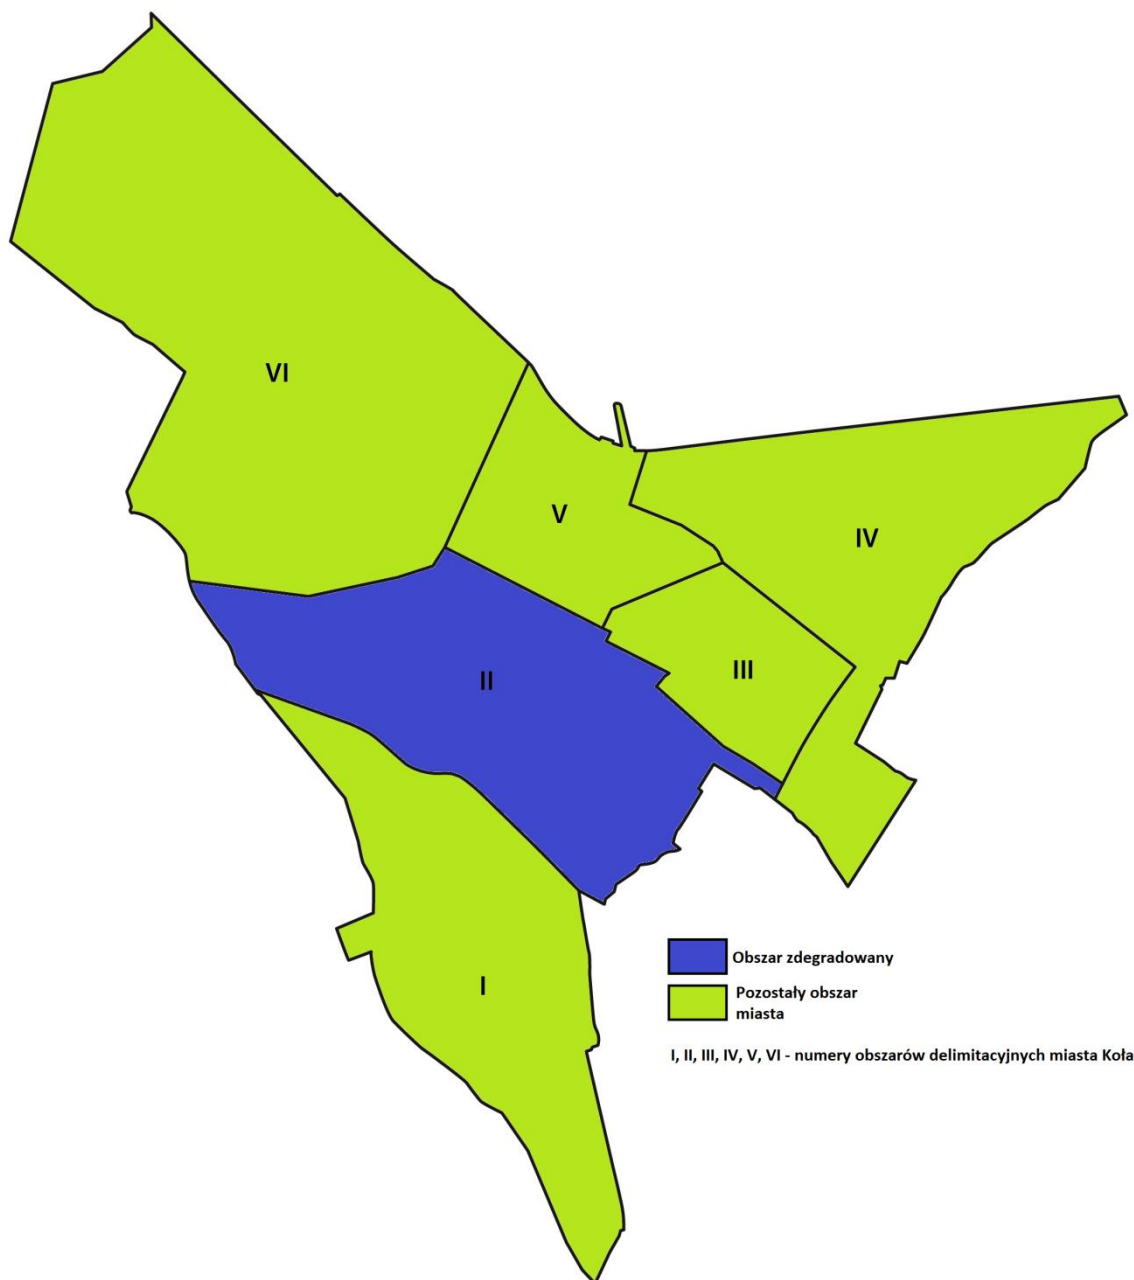 VI
V
IV
III
II
I
Obszar zdegradowany
Pozostały obszar
miasta
I, II, III, IV, V, VI - numery obszarów delimitacyjnych miasta Koła